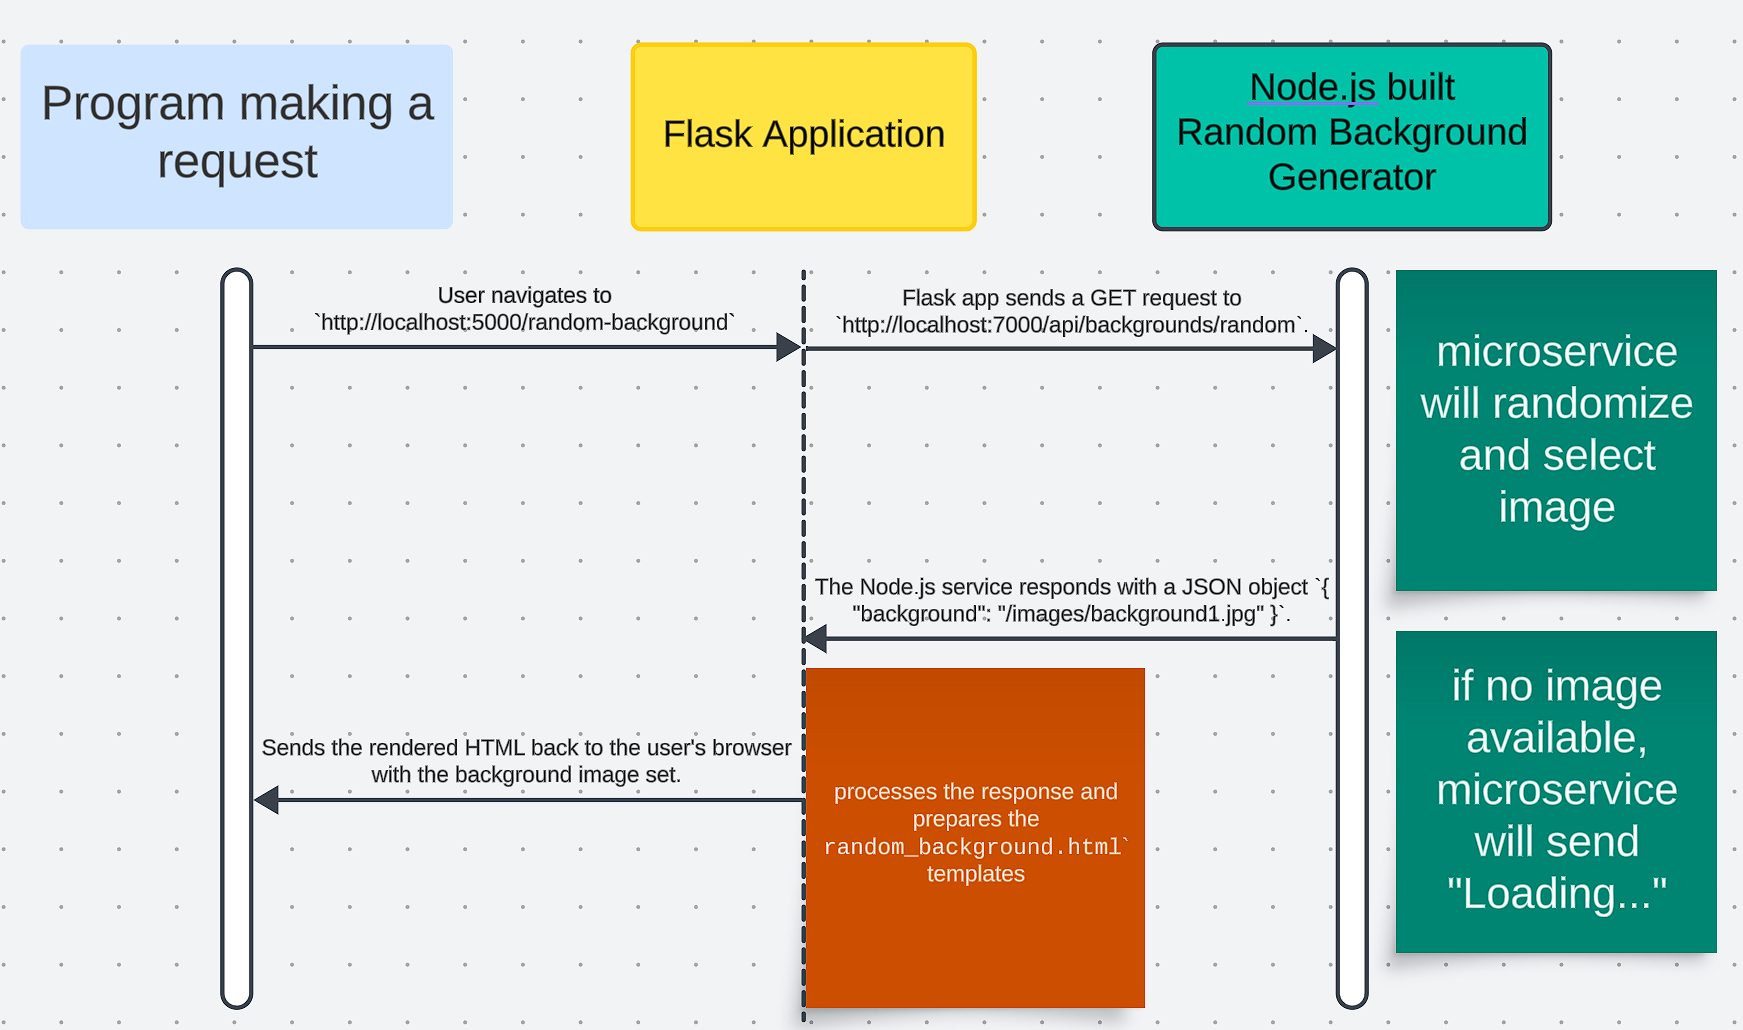 Program making a
request
Flask Application
Node.js built
Random Background
Generator
User navigates to
`http://localhost:5000/random-background`
Flask app sends a GET request to
`http://localhost:7000/api/backgrounds/random`.
microservice
will randomize
and select
image
The Node.js service responds with a JSON object `{
"background": "/images/background1.jpg" }`.
if no image
available,
microservice
will send
"Loading..."
Sends the rendered HTML back to the user's browser
with the background image set.
processes the response and
prepares the
random_background.html`
templates